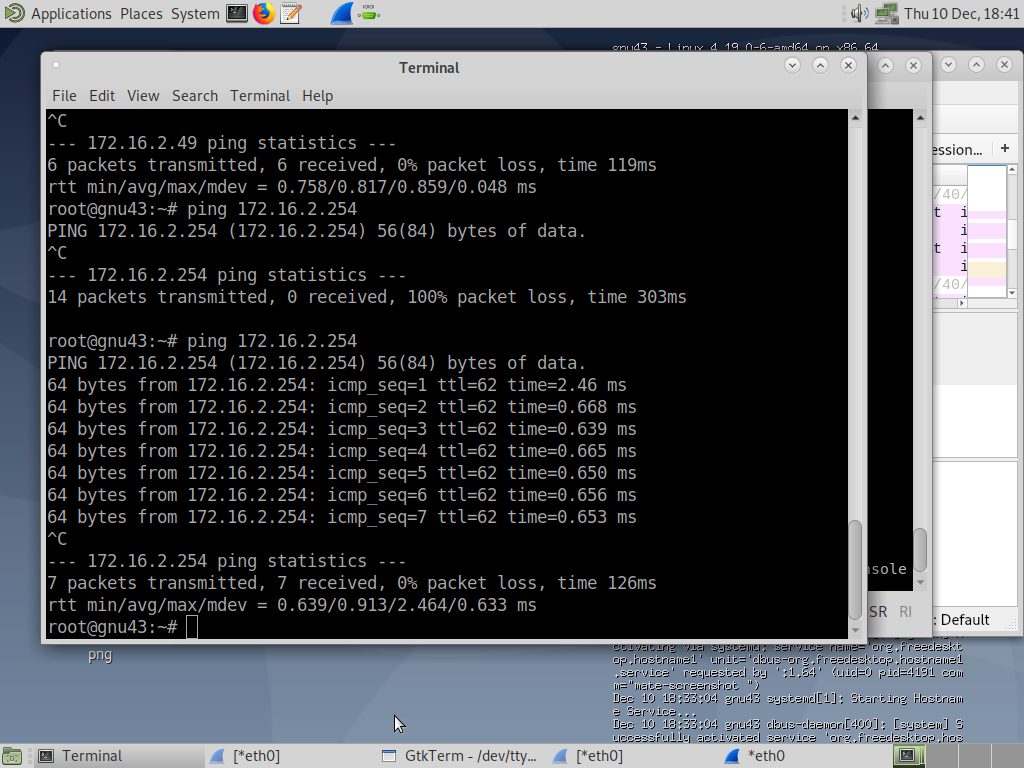 Applications Places System Thu 10 Dec, 18:41
gnu43 - Linux 4.19.0-6-amd64 on x86_64
Terminal
File Edit View Search Terminal Help
^C
--- 172.16.2.49 ping statistics ---
6 packets transmitted, 6 received, 0% packet loss, time 119ms
rtt min/avg/max/mdev = 0.758/0.817/0.859/0.048 ms
root@gnu43:~# ping 172.16.2.254
PING 172.16.2.254 (172.16.2.254) 56(84) bytes of data.
^C
--- 172.16.2.254 ping statistics ---
14 packets transmitted, 0 received, 100% packet loss, time 303ms
root@gnu43:~# ping 172.16.2.254
PING 172.16.2.254 (172.16.2.254) 56(84) bytes of data.
64 bytes from 172.16.2.254: icmp_seq=1 ttl=62 time=2.46 ms
64 bytes from 172.16.2.254: icmp_seq=2 ttl=62 time=0.668 ms
64 bytes from 172.16.2.254: icmp_seq=3 ttl=62 time=0.639 ms
64 bytes from 172.16.2.254: icmp_seq=4 ttl=62 time=0.665 ms
64 bytes from 172.16.2.254: icmp_seq=5 ttl=62 time=0.650 ms
64 bytes from 172.16.2.254: icmp_seq=6 ttl=62 time=0.656 ms
64 bytes from 172.16.2.254: icmp_seq=7 ttl=62 time=0.653 ms
^C
--- 172.16.2.254 ping statistics ---
7 packets transmitted, 7 received, 0% packet loss, time 126ms
rtt min/avg/max/mdev = 0.639/0.913/2.464/0.633 ms
root@gnu43:~#
ession... +
/40/
t i
i
t i
i
/40/
nsole
SR RI
: Default
png
ctivating via systemd: service name='org.freedeskt
op.hostname1' unit='dbus-org.freedesktop.hostname1
.service' requested by ':1.64' (uid=0 pid=4191 com
m="mate-screenshot ")
Dec 10 18:33:04 gnu43 systemd[1]: Starting Hostnam
e Service...
Dec 10 18:33:04 gnu43 dbus-daemon[400]: [system] S
uccessfully activated service 'org.freedesktop.hos
Terminal [*eth0] GtkTerm - /dev/tty... [*eth0] *eth0